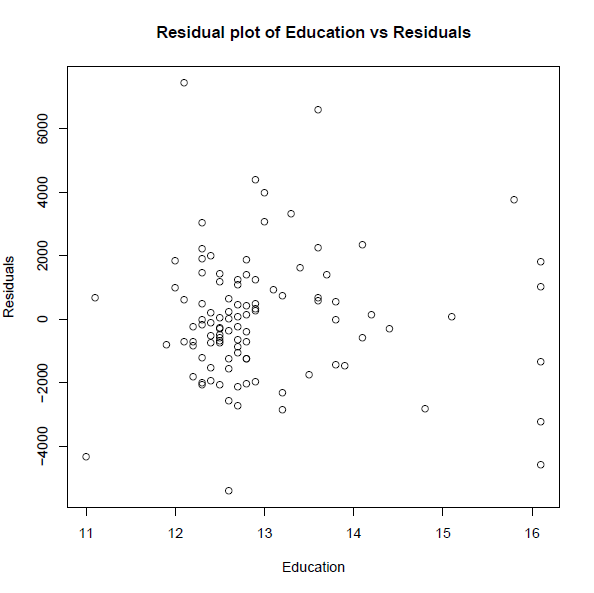 Residual plot of Education vs Residuals
Residuals
6000
4000
2000
0
−2000
−4000
11 12 13 14 15 16
Education